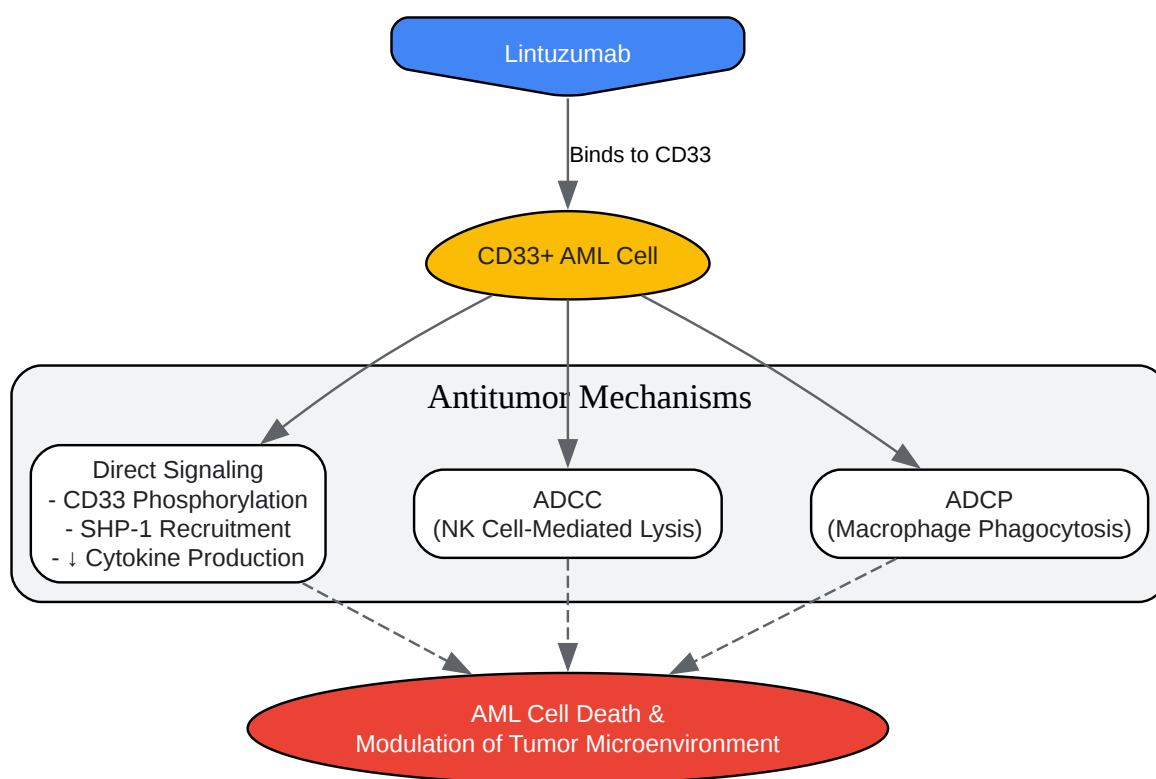 Lintuzumab
Binds to CD33
CD33+ AML Cell
Antitumor Mechanisms
Direct Signaling
- CD33 Phosphorylation
- SHP-1 Recruitment
- ↓ Cytokine Production
ADCC
(NK Cell-Mediated Lysis)
ADCP
(Macrophage Phagocytosis)
AML Cell Death &
Modulation of Tumor Microenvironment